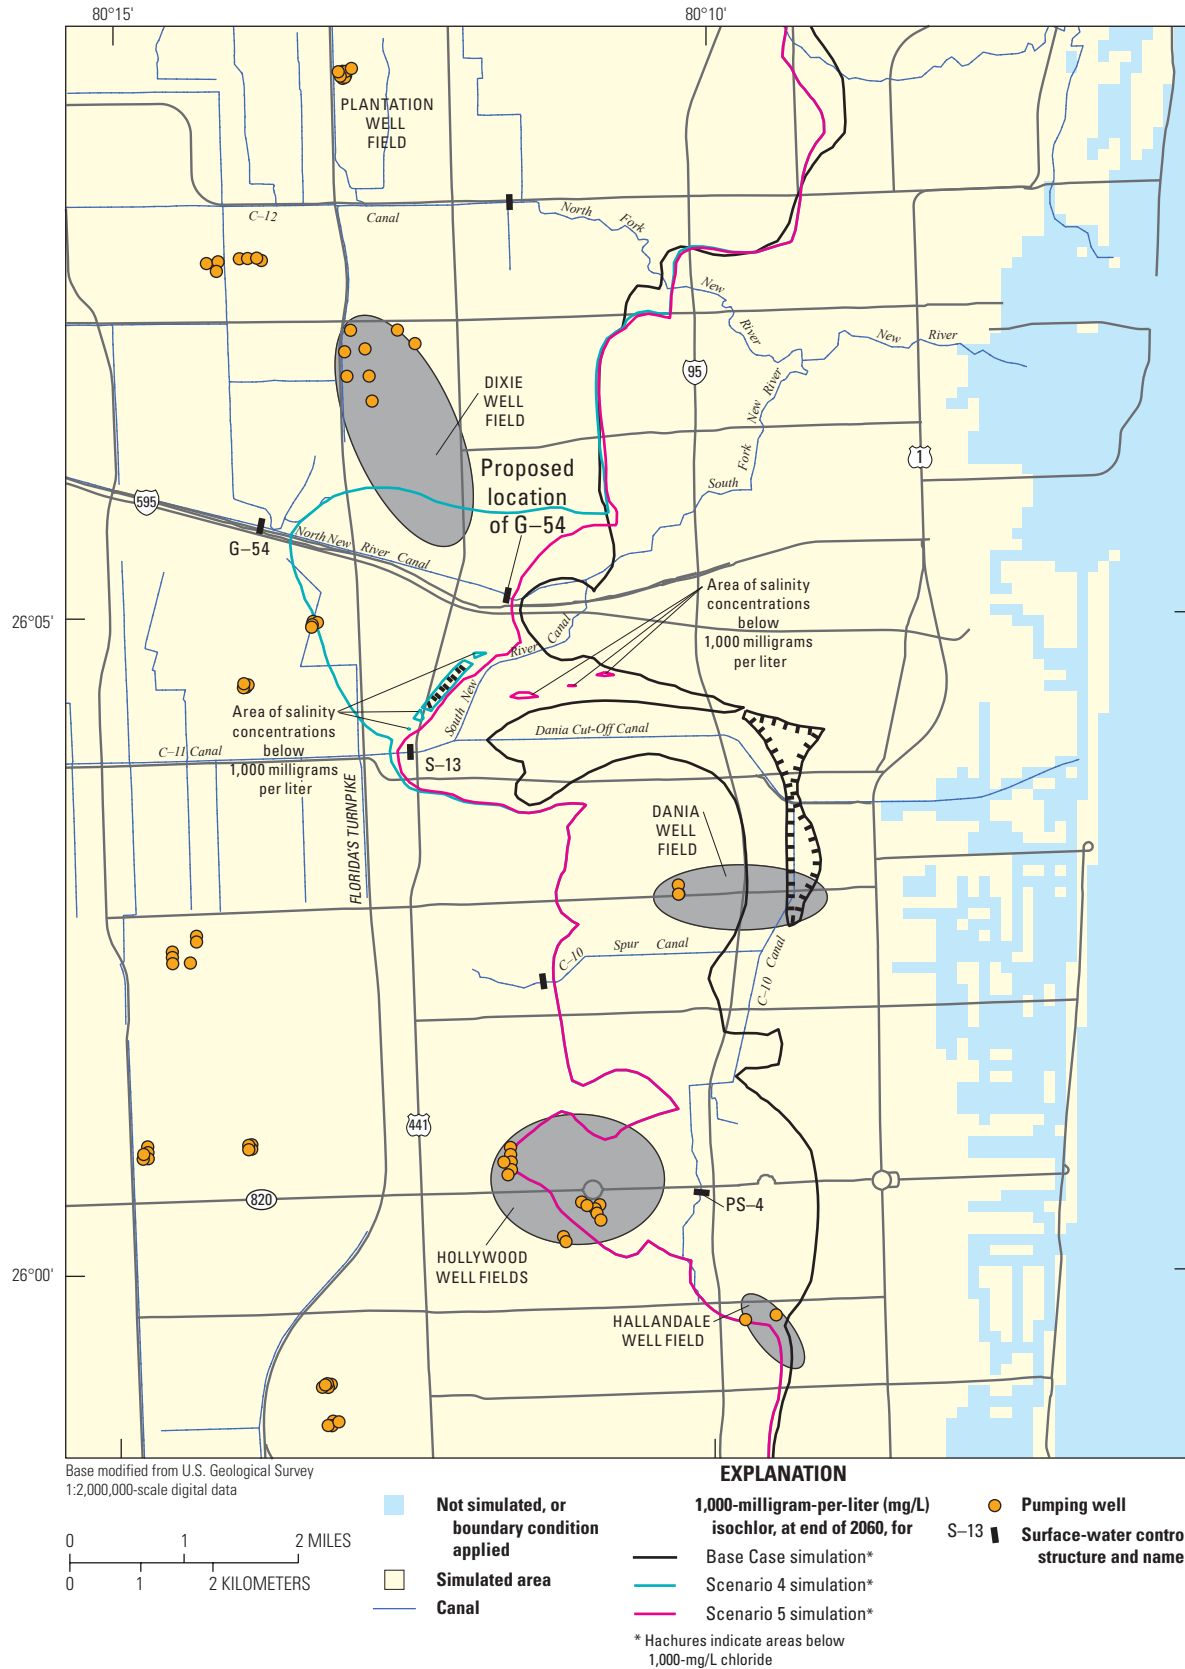 80°15'
80°10'
PLANTATION
WELL
FIELD
C–12
Canal
North
Fork
New
River
New
River
DIXIE
WELL
FIELD
95
New River
Fork
South
1
Proposed
location
of G–54
595
G–54
North New River Canal
26°05'
Area of salinity
concentrations
below
1,000 milligrams
per liter
South New
River
Canal
Area of salinity
concentrations
below
1,000 milligrams
per liter
Dania Cut-Off Canal
C–11 Canal
S–13
FLORIDA'S TURNPIKE
DANIA
WELL
FIELD
C–10
Spur
Canal
C–10 Canal
441
820
PS–4
HOLLYWOOD
WELL FIELDS
26°00'
HALLANDALE
WELL FIELD
Base modified from U.S. Geological Survey
1:2,000,000-scale digital data
0 1 2 MILES
0 1 2 KILOMETERS
EXPLANATION
Not simulated, or
boundary condition
applied
Simulated area
Canal
1,000-milligram-per-liter (mg/L)
isochlor, at end of 2060, for
Base Case simulation*
Scenario 4 simulation*
Scenario 5 simulation*
* Hachures indicate areas below
1,000-mg/L chloride
Pumping well
S–13 Surface-water contro
structure and name